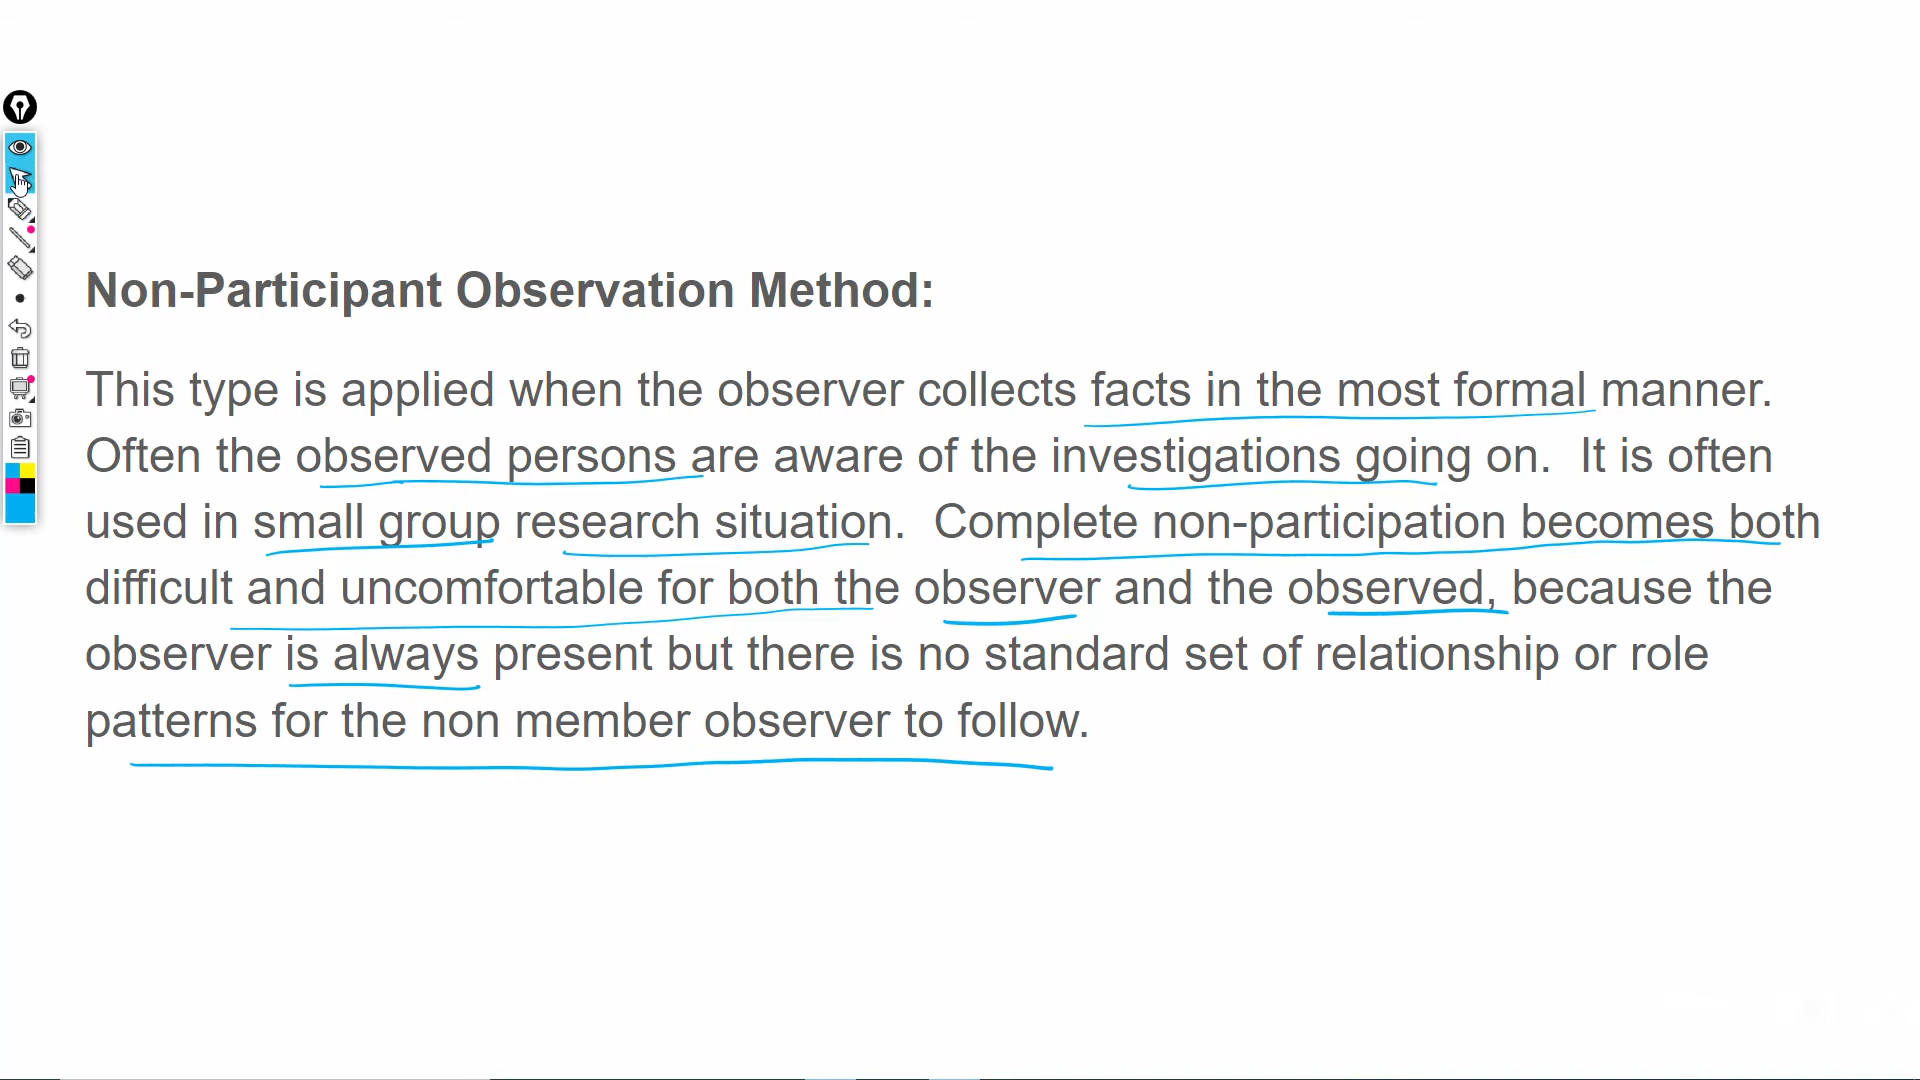 Non-Participant Observation Method:
This type is applied when the observer collects facts in the most formal manner.
Often the observed persons are aware of the investigations going on.  It is often
used in small group research situation.  Complete non-participation becomes both
difficult and uncomfortable for both the observer and the observed, because the
observer is always present but there is no standard set of relationship or role
patterns for the non member observer to follow.